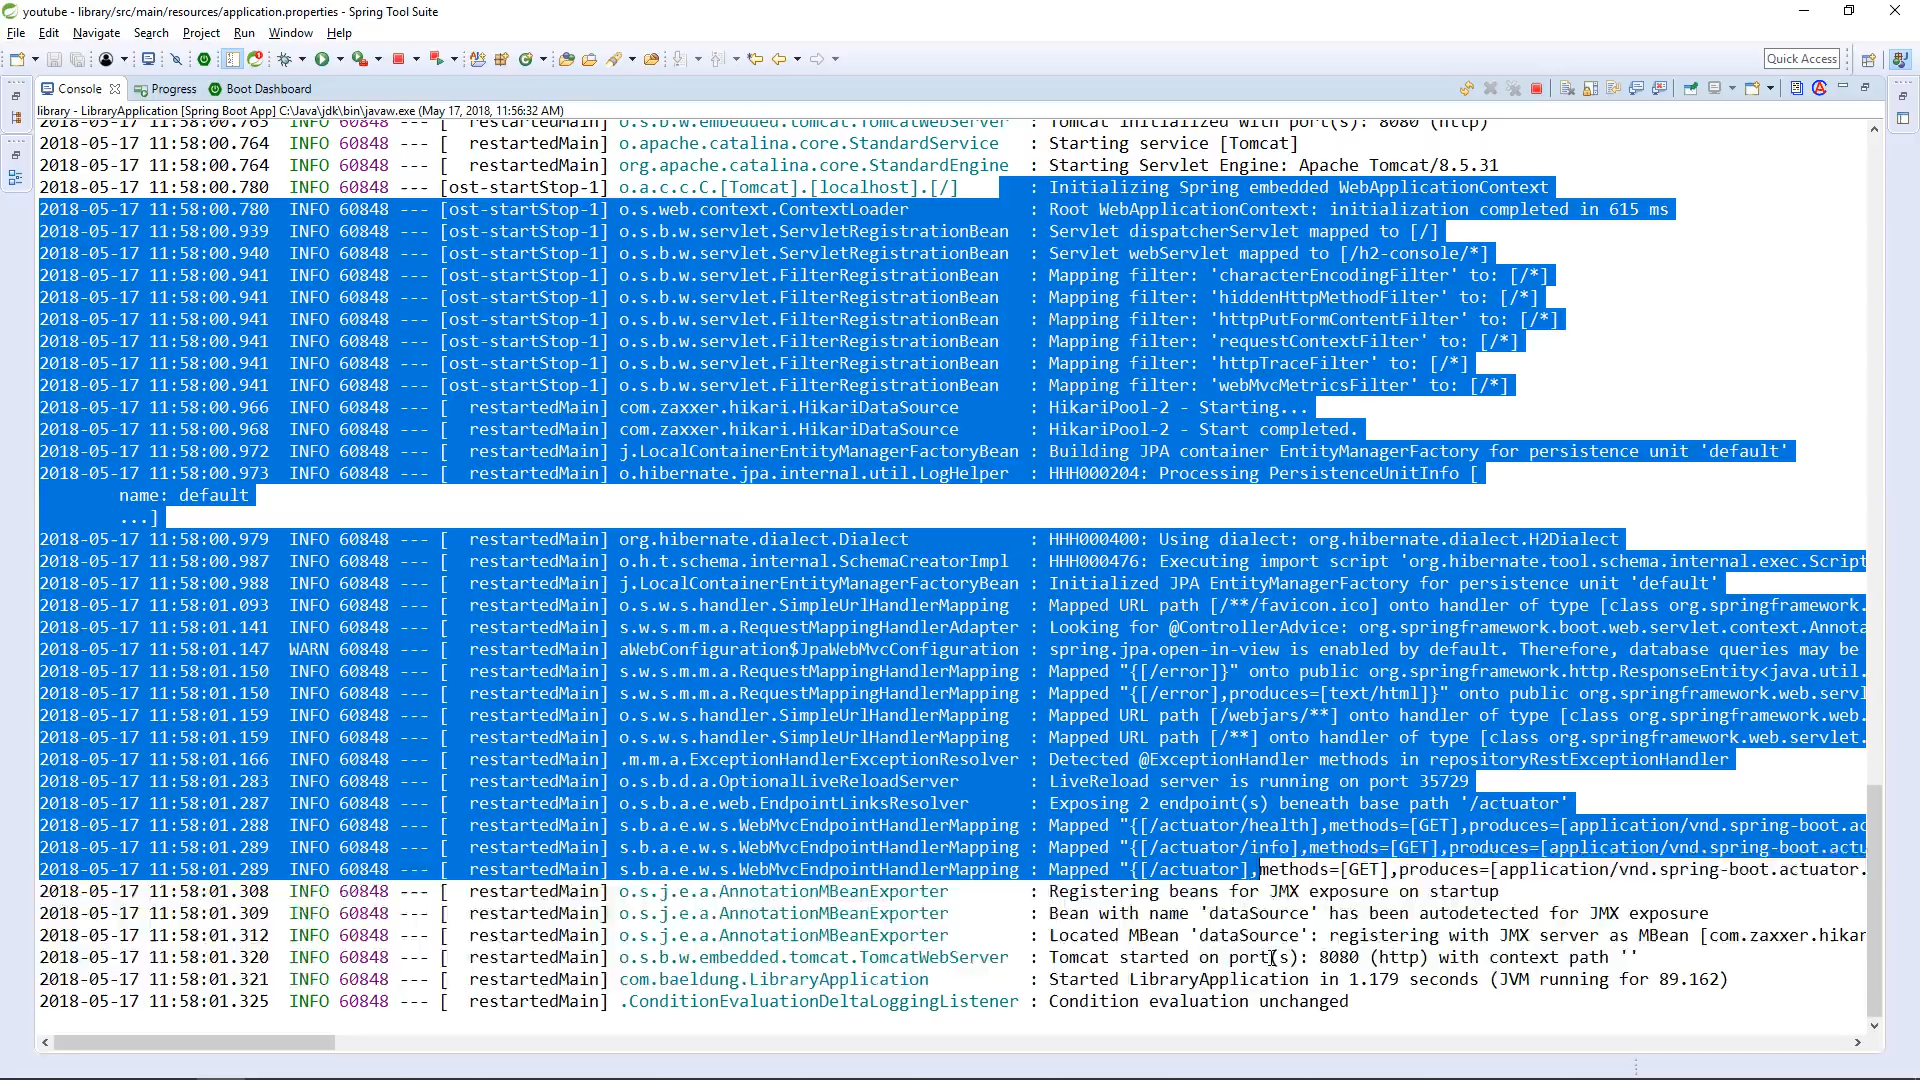 youtube - library/src/main/resources/application.properties - Spring Tool Suite
File Edit Navigate Search Project Run Window Help
Quick Access
Console Progress Boot Dashboard
library - LibraryApplication [Spring Boot App] C:\Java\jdk\bin\javaw.exe (May 17, 2018, 11:56:32 AM)
2018-05-17 11:58:00.763  INFO 60848 --- [  restartedMain] o.s.b.w.embedded.tomcat.TomcatWebServer  : Tomcat initialized with port(s): 8080 (http)
2018-05-17 11:58:00.764  INFO 60848 --- [  restartedMain] o.apache.catalina.core.StandardService   : Starting service [Tomcat]
2018-05-17 11:58:00.764  INFO 60848 --- [  restartedMain] org.apache.catalina.core.StandardEngine  : Starting Servlet Engine: Apache Tomcat/8.5.31
2018-05-17 11:58:00.780  INFO 60848 --- [ost-startStop-1] o.a.c.c.C.[Tomcat].[localhost].[/]       : Initializing Spring embedded WebApplicationContext
2018-05-17 11:58:00.780  INFO 60848 --- [ost-startStop-1] o.s.web.context.ContextLoader            : Root WebApplicationContext: initialization completed in 615 ms
2018-05-17 11:58:00.939  INFO 60848 --- [ost-startStop-1] o.s.b.w.servlet.ServletRegistrationBean  : Servlet dispatcherServlet mapped to [/]
2018-05-17 11:58:00.940  INFO 60848 --- [ost-startStop-1] o.s.b.w.servlet.ServletRegistrationBean  : Servlet webServlet mapped to [/h2-console/*]
2018-05-17 11:58:00.941  INFO 60848 --- [ost-startStop-1] o.s.b.w.servlet.FilterRegistrationBean   : Mapping filter: 'characterEncodingFilter' to: [/*]
2018-05-17 11:58:00.941  INFO 60848 --- [ost-startStop-1] o.s.b.w.servlet.FilterRegistrationBean   : Mapping filter: 'hiddenHttpMethodFilter' to: [/*]
2018-05-17 11:58:00.941  INFO 60848 --- [ost-startStop-1] o.s.b.w.servlet.FilterRegistrationBean   : Mapping filter: 'httpPutFormContentFilter' to: [/*]
2018-05-17 11:58:00.941  INFO 60848 --- [ost-startStop-1] o.s.b.w.servlet.FilterRegistrationBean   : Mapping filter: 'requestContextFilter' to: [/*]
2018-05-17 11:58:00.941  INFO 60848 --- [ost-startStop-1] o.s.b.w.servlet.FilterRegistrationBean   : Mapping filter: 'httpTraceFilter' to: [/*]
2018-05-17 11:58:00.941  INFO 60848 --- [ost-startStop-1] o.s.b.w.servlet.FilterRegistrationBean   : Mapping filter: 'webMvcMetricsFilter' to: [/*]
2018-05-17 11:58:00.966  INFO 60848 --- [  restartedMain] com.zaxxer.hikari.HikariDataSource       : HikariPool-2 - Starting...
2018-05-17 11:58:00.968  INFO 60848 --- [  restartedMain] com.zaxxer.hikari.HikariDataSource       : HikariPool-2 - Start completed.
2018-05-17 11:58:00.972  INFO 60848 --- [  restartedMain] j.LocalContainerEntityManagerFactoryBean : Building JPA container EntityManagerFactory for persistence unit 'default'
2018-05-17 11:58:00.973  INFO 60848 --- [  restartedMain] o.hibernate.jpa.internal.util.LogHelper  : HHH000204: Processing PersistenceUnitInfo [
name: default
...]
2018-05-17 11:58:00.979  INFO 60848 --- [  restartedMain] org.hibernate.dialect.Dialect            : HHH000400: Using dialect: org.hibernate.dialect.H2Dialect
2018-05-17 11:58:00.987  INFO 60848 --- [  restartedMain] o.h.t.schema.internal.SchemaCreatorImpl  : HHH000476: Executing import script 'org.hibernate.tool.schema.internal.exec.Script
2018-05-17 11:58:00.988  INFO 60848 --- [  restartedMain] j.LocalContainerEntityManagerFactoryBean : Initialized JPA EntityManagerFactory for persistence unit 'default'
2018-05-17 11:58:01.093  INFO 60848 --- [  restartedMain] o.s.w.s.handler.SimpleUrlHandlerMapping  : Mapped URL path [/**/favicon.ico] onto handler of type [class org.springframework.
2018-05-17 11:58:01.141  INFO 60848 --- [  restartedMain] s.w.s.m.m.a.RequestMappingHandlerAdapter : Looking for @ControllerAdvice: org.springframework.boot.web.servlet.context.Annota
2018-05-17 11:58:01.147  WARN 60848 --- [  restartedMain] aWebConfiguration$JpaWebMvcConfiguration : spring.jpa.open-in-view is enabled by default. Therefore, database queries may be
2018-05-17 11:58:01.150  INFO 60848 --- [  restartedMain] s.w.s.m.m.a.RequestMappingHandlerMapping : Mapped "{[/error]}" onto public org.springframework.http.ResponseEntity<java.util.
2018-05-17 11:58:01.150  INFO 60848 --- [  restartedMain] s.w.s.m.m.a.RequestMappingHandlerMapping : Mapped "{[/error],produces=[text/html]}" onto public org.springframework.web.servl
2018-05-17 11:58:01.159  INFO 60848 --- [  restartedMain] o.s.w.s.handler.SimpleUrlHandlerMapping  : Mapped URL path [/webjars/**] onto handler of type [class org.springframework.web.
2018-05-17 11:58:01.159  INFO 60848 --- [  restartedMain] o.s.w.s.handler.SimpleUrlHandlerMapping  : Mapped URL path [/**] onto handler of type [class org.springframework.web.servlet.
2018-05-17 11:58:01.166  INFO 60848 --- [  restartedMain] .m.m.a.ExceptionHandlerExceptionResolver : Detected @ExceptionHandler methods in repositoryRestExceptionHandler
2018-05-17 11:58:01.283  INFO 60848 --- [  restartedMain] o.s.b.d.a.OptionalLiveReloadServer       : LiveReload server is running on port 35729
2018-05-17 11:58:01.287  INFO 60848 --- [  restartedMain] o.s.b.a.e.web.EndpointLinksResolver      : Exposing 2 endpoint(s) beneath base path '/actuator'
2018-05-17 11:58:01.288  INFO 60848 --- [  restartedMain] s.b.a.e.w.s.WebMvcEndpointHandlerMapping : Mapped "{[/actuator/health],methods=[GET],produces=[application/vnd.spring-boot.ac
2018-05-17 11:58:01.289  INFO 60848 --- [  restartedMain] s.b.a.e.w.s.WebMvcEndpointHandlerMapping : Mapped "{[/actuator/info],methods=[GET],produces=[application/vnd.spring-boot.actu
2018-05-17 11:58:01.289  INFO 60848 --- [  restartedMain] s.b.a.e.w.s.WebMvcEndpointHandlerMapping : Mapped "{[/actuator],methods=[GET],produces=[application/vnd.spring-boot.actuator.
2018-05-17 11:58:01.308  INFO 60848 --- [  restartedMain] o.s.j.e.a.AnnotationMBeanExporter        : Registering beans for JMX exposure on startup
2018-05-17 11:58:01.309  INFO 60848 --- [  restartedMain] o.s.j.e.a.AnnotationMBeanExporter        : Bean with name 'dataSource' has been autodetected for JMX exposure
2018-05-17 11:58:01.312  INFO 60848 --- [  restartedMain] o.s.j.e.a.AnnotationMBeanExporter        : Located MBean 'dataSource': registering with JMX server as MBean [com.zaxxer.hikar
2018-05-17 11:58:01.320  INFO 60848 --- [  restartedMain] o.s.b.w.embedded.tomcat.TomcatWebServer  : Tomcat started on port(s): 8080 (http) with context path ''
2018-05-17 11:58:01.321  INFO 60848 --- [  restartedMain] com.baeldung.LibraryApplication          : Started LibraryApplication in 1.179 seconds (JVM running for 89.162)
2018-05-17 11:58:01.325  INFO 60848 --- [  restartedMain] .ConditionEvaluationDeltaLoggingListener : Condition evaluation unchanged